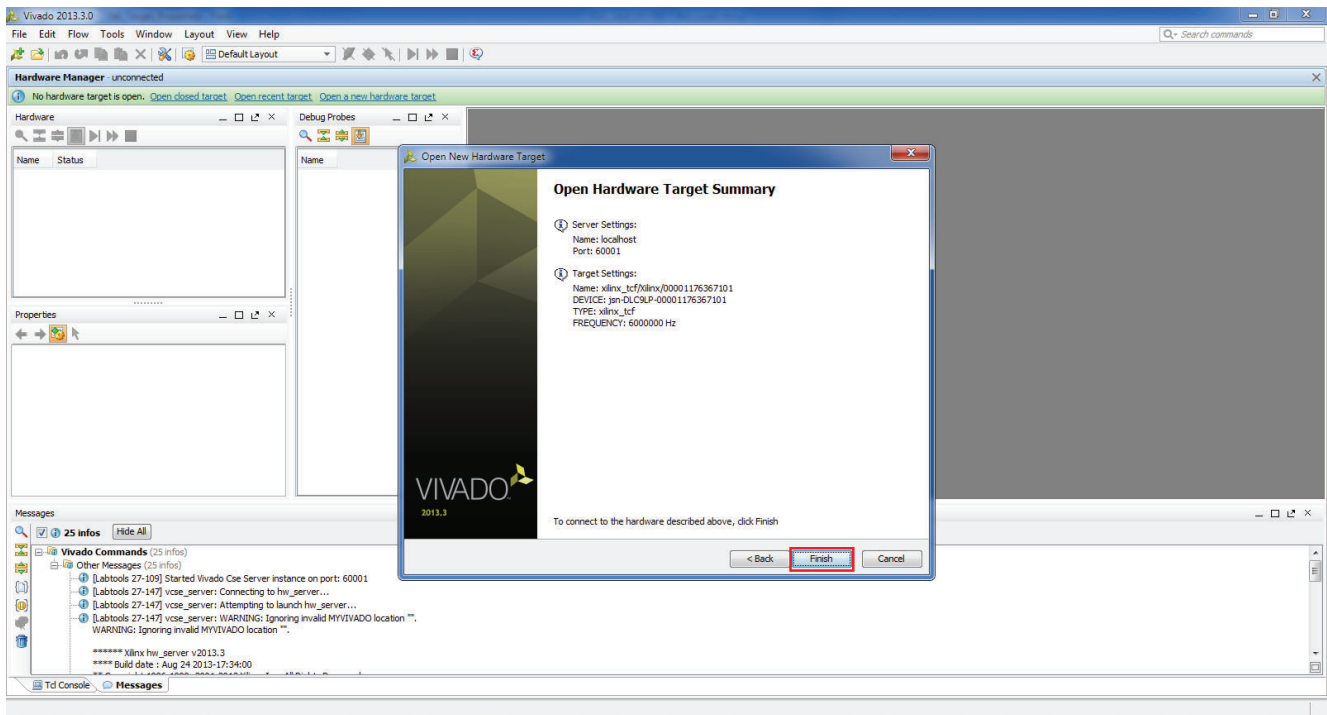 Vivado 2013.3.0
File Edit Flow Tools Window Layout View Help
Q- Search commands
Default Layout
Hardware Manager - unconnected
No hardware target is open. Open closed target Open recent target Open a new hardware target
Hardware
Debug Probes
Name Status
Name
Properties
Open New Hardware Target
Open Hardware Target Summary
Server Settings:
Name: localhost
Port: 60001
Target Settings:
Name: xilinx_tcf/Xilinx/00001176367101
DEVICE: jsn-DLC9LP-00001176367101
TYPE: xilinx_tcf
FREQUENCY: 6000000 Hz
VIVADO
2013.3
To connect to the hardware described above, click Finish
< Back Finish Cancel
Messages
25 infos Hide All
Vivado Commands (25 infos)
Other Messages (25 infos)
[Labtools 27-109] Started Vivado Cse Server instance on port: 60001
[Labtools 27-147] vcse_server: Connecting to hw_server...
[Labtools 27-147] vcse_server: Attempting to launch hw_server...
[Labtools 27-147] vcse_server: WARNING: Ignoring invalid MYVIVADO location "".
WARNING: Ignoring invalid MYVIVADO location "".
****** Xilinx hw_server v2013.3
**** Build date : Aug 24 2013-17:34:00
Tcl Console Messages